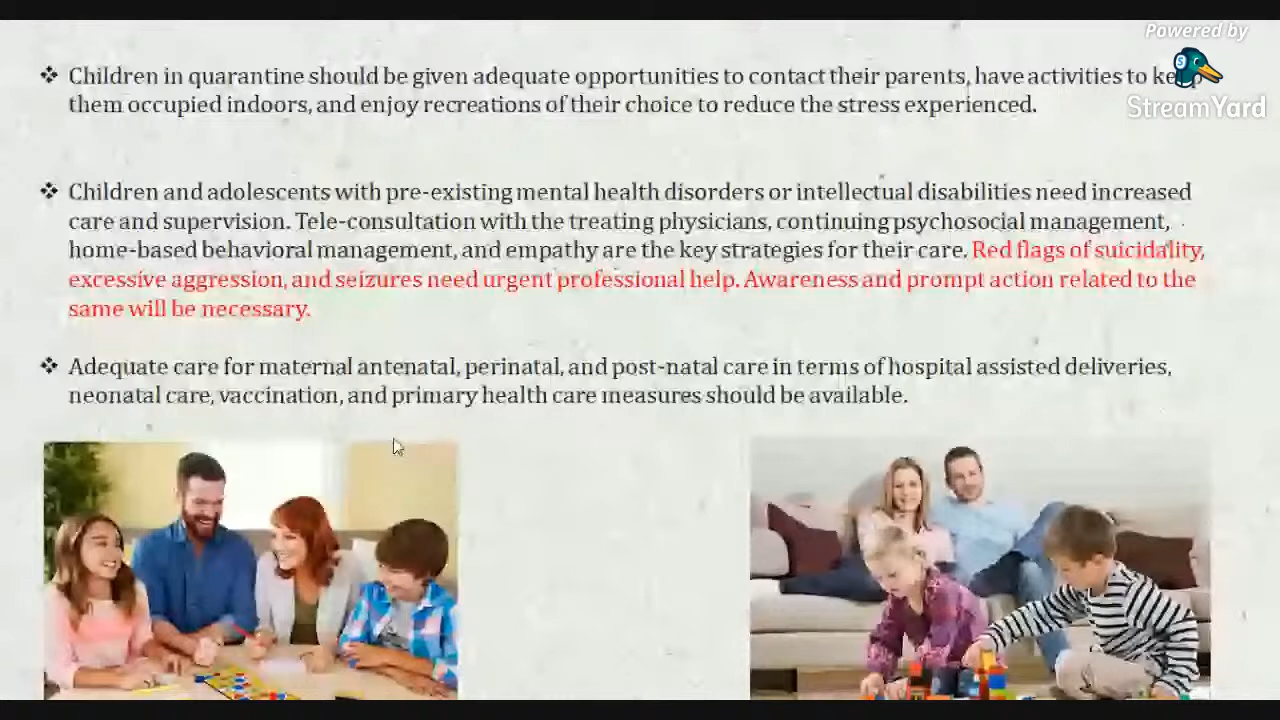 Powered by
StreamYard
❖ Children in quarantine should be given adequate opportunities to contact their parents, have activities to
them occupied indoors, and enjoy recreations of their choice to reduce the stress experienced.
❖ Children and adolescents with pre-existing mental health disorders or intellectual disabilities need increased
care and supervision. Tele-consultation with the treating physicians, continuing psychosocial management,
home-based behavioral management, and empathy are the key strategies for their care. Red flags of suicidality,
excessive aggression, and seizures need urgent professional help. Awareness and prompt action related to the
same will be necessary.
❖ Adequate care for maternal antenatal, perinatal, and post-natal care in terms of hospital assisted deliveries,
neonatal care, vaccination, and primary health care measures should be available.